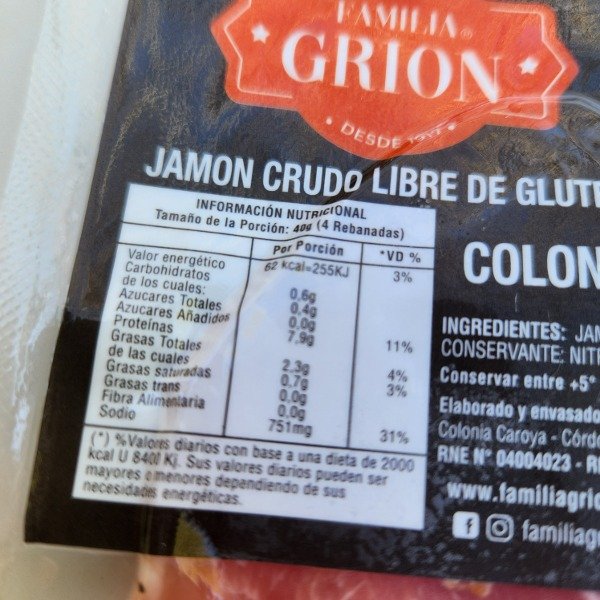 FAMILIA
GRION
DESDE
JAMON CRUDO LIBRE DE GLUT
INFORMACIÓN NUTRICIONAL
Tamaño de la Porción: 40g (4 Rebanadas)
Por Porción *VD %
Valor energético 62 kcal=255KJ 3%
Carbohidratos 0,6g
de los cuales:
Azucares Totales 0,4g
Azucares Añadidos 0,0g
Proteínas 7,9g 11%
Grasas Totales 2,3g 4%
de las cuales
Grasas saturadas 0,7g 3%
Grasas trans 0,0g
Fibra Alimentaria 0,0g
Sodio 751mg 31%
(*) %Valores diarios con base a una dieta de 2000
kcal U 8400 Kj. Sus valores diarios pueden ser
mayores o menores dependiendo de sus
necesidades energéticas.
COLON
INGREDIENTES: JAM
CONSERVANTE: NITR
Conservar entre +5°
Elaborado y envasado
Colonia Caroya - Córdo
RNE N° 04004023 - R
www.familiagrio
familiag